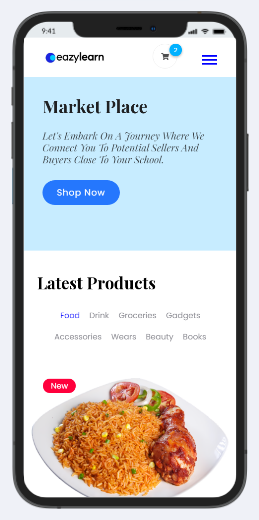 9:41
eazylearn
2
Market Place
Let's Embark On A Journey Where We
Connect You To Potential Sellers And
Buyers Close To Your School.
Shop Now
Latest Products
Food Drink Groceries Gadgets
Accessories Wears Beauty Books
New